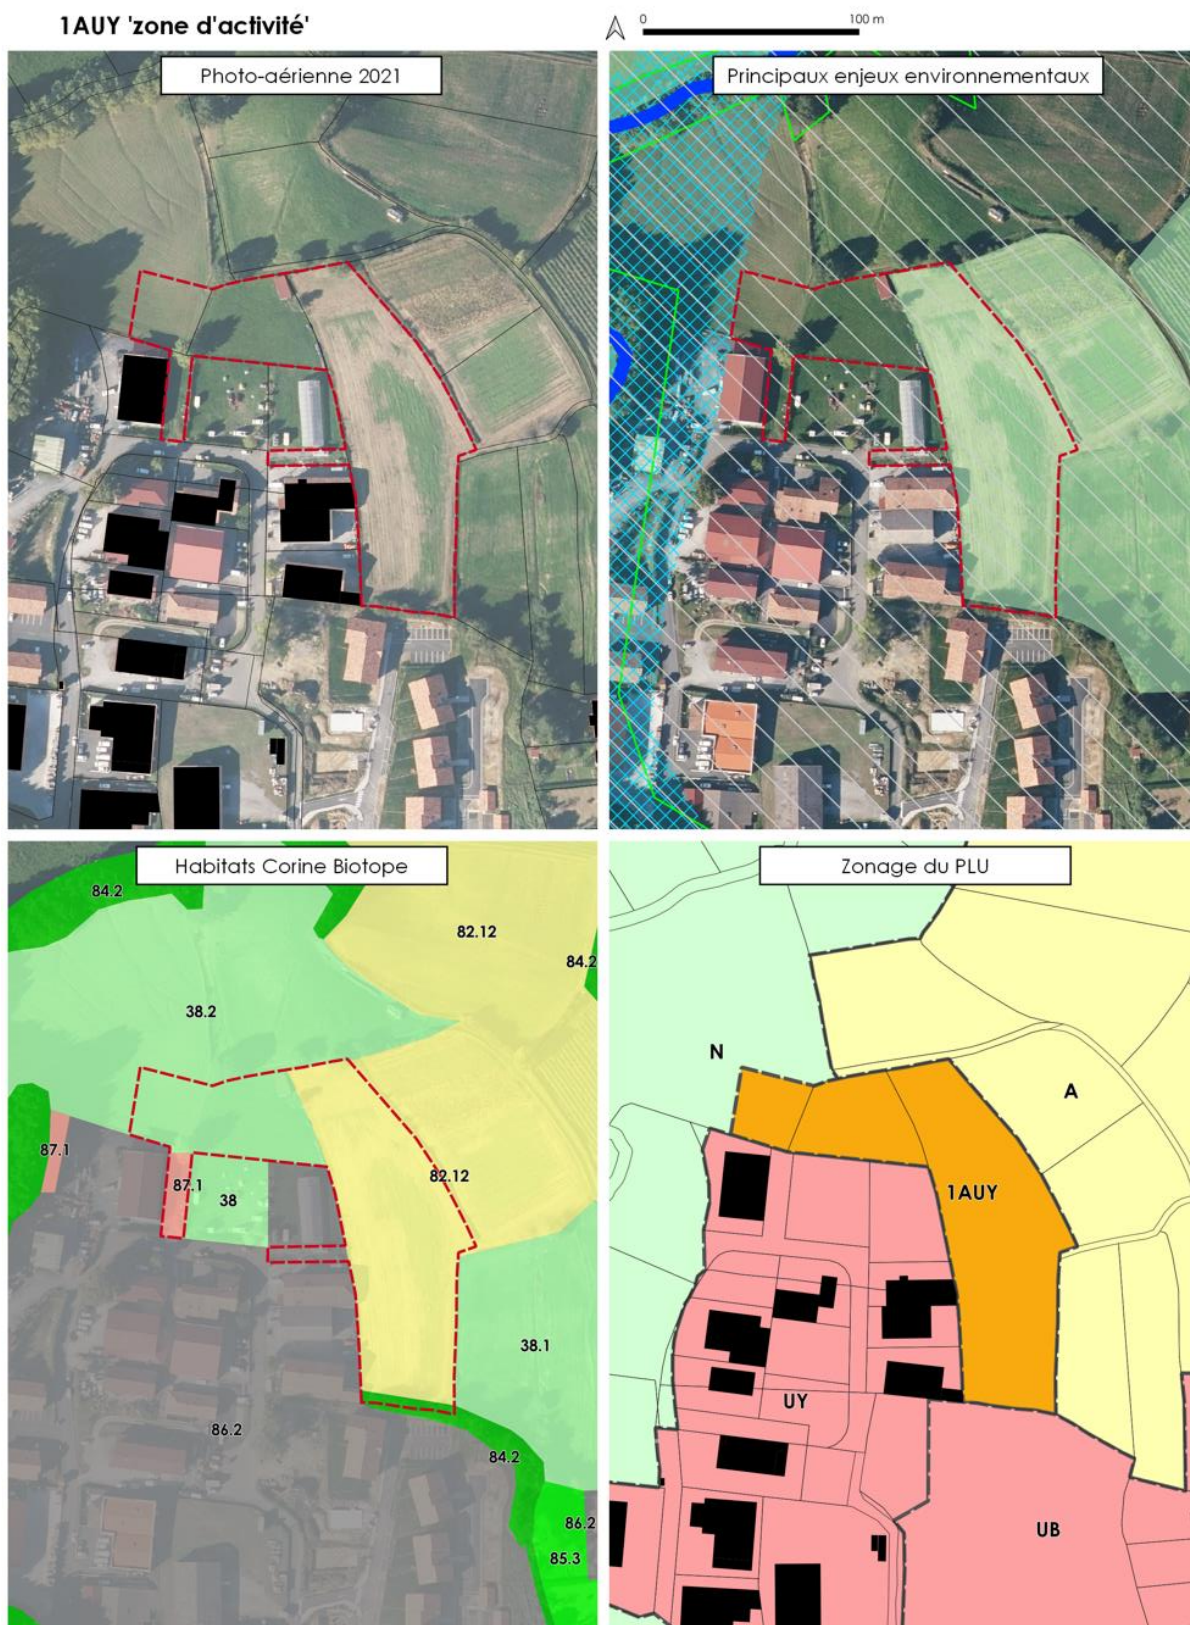 1AUY 'zone d'activité'
0 100 m
Photo-aérienne 2021
Principaux enjeux environnementaux
Habitats Corine Biotope
84.2
82.12
84.2
38.2
87.1
87.1
38
82.12
38.1
86.2
84.2
86.2
85.3
Zonage du PLU
N
A
1AUY
UY
UB